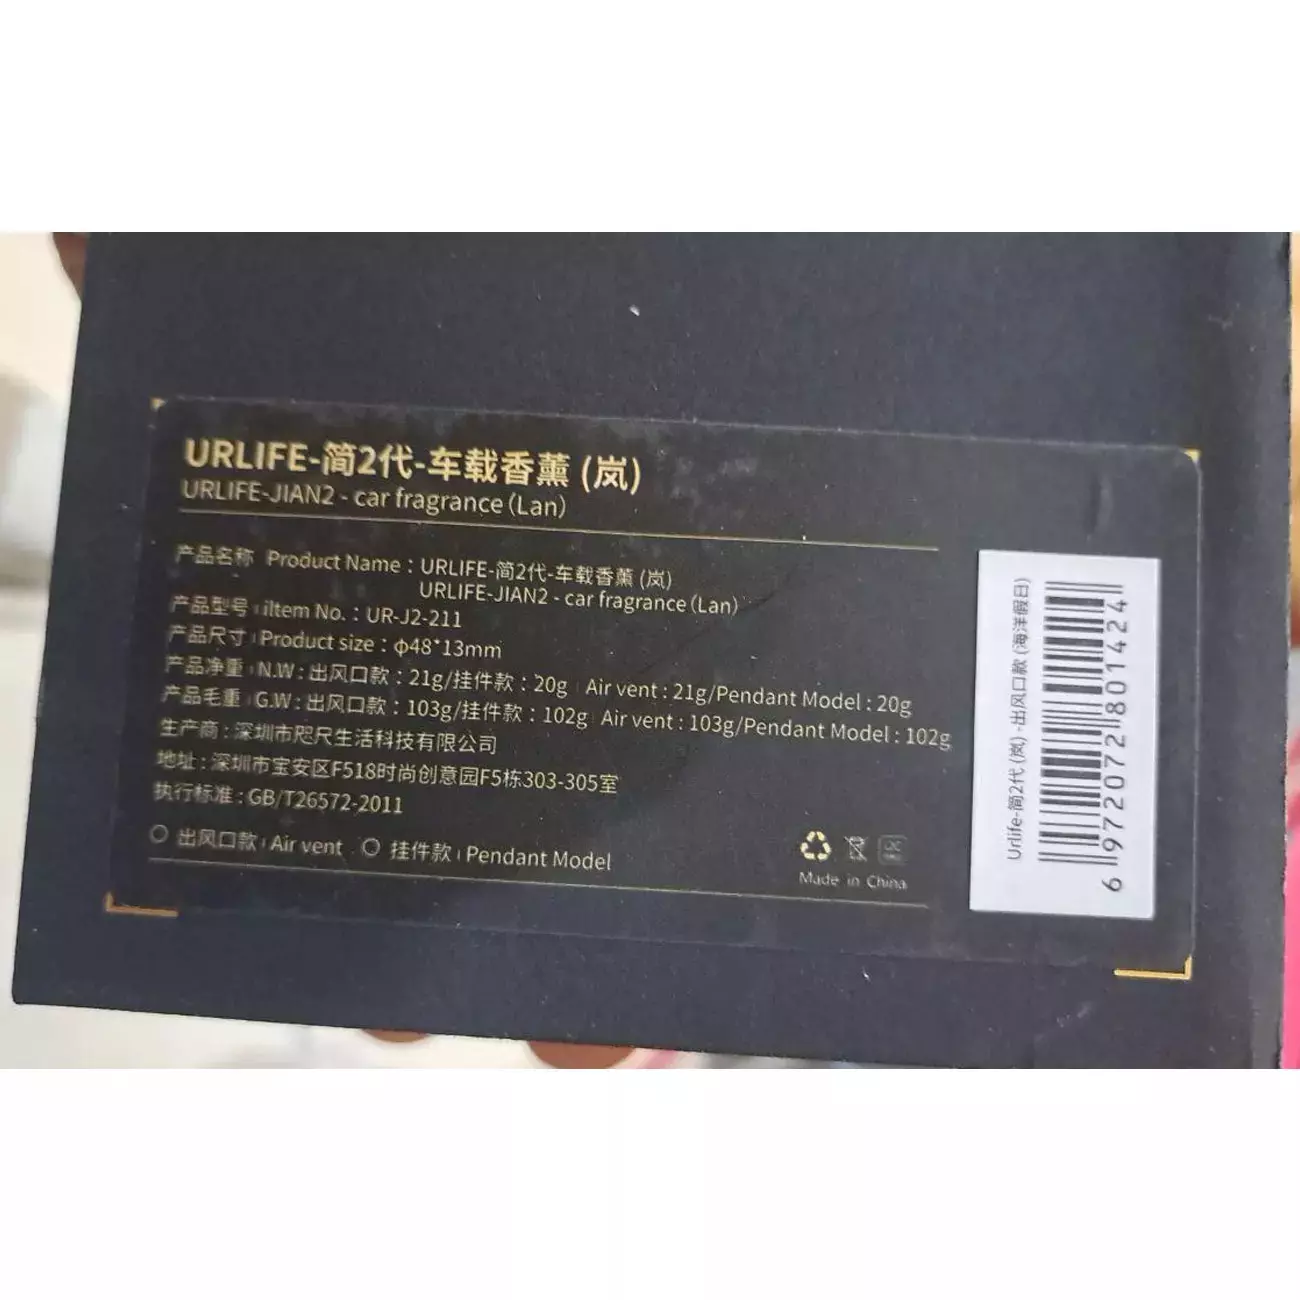 URLIFE-简2代-车载香薰 (岚)
URLIFE-JIAN2 - car fragrance (Lan)
产品名称 Product Name : URLIFE-简2代-车载香薰 (岚)
URLIFE-JIAN2 - car fragrance (Lan)
产品型号 | iItem No. : UR-J2-211
产品尺寸 | Product size : φ48*13mm
产品净重 | N.W : 出风口款 : 21g/挂件款 : 20g | Air vent : 21g/Pendant Model : 20g
产品毛重 | G.W : 出风口款 : 103g/挂件款 : 102g | Air vent : 103g/Pendant Model : 102g
生产商 : 深圳市咫尺生活科技有限公司
地址 : 深圳市宝安区F518时尚创意园F5栋303-305室
执行标准 : GB/T26572-2011
出风口款 | Air vent 挂件款 | Pendant Model
Made in China
Urlife-简2代 (岚) -出风口款 (海洋假日)
6 972072 801424